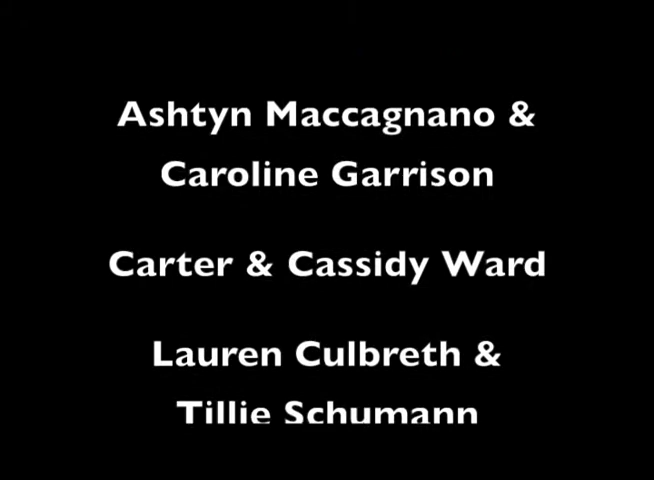 Ashtyn Maccagnano &
Caroline Garrison
Carter & Cassidy Ward
Lauren Culbreth &
Tillie Schumann